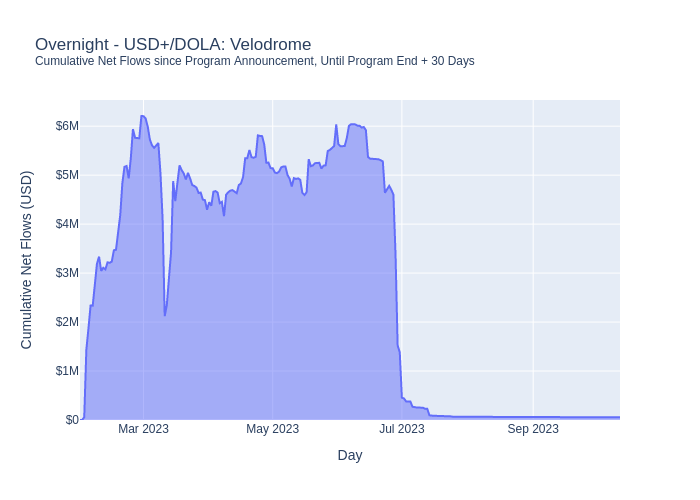 Overnight - USD+/DOLA: Velodrome
Cumulative Net Flows since Program Announcement, Until Program End + 30 Days
Cumulative Net Flows (USD)
$6M
$5M
$4M
$3M
$2M
$1M
$0
Mar 2023
May 2023
Jul 2023
Sep 2023
Day